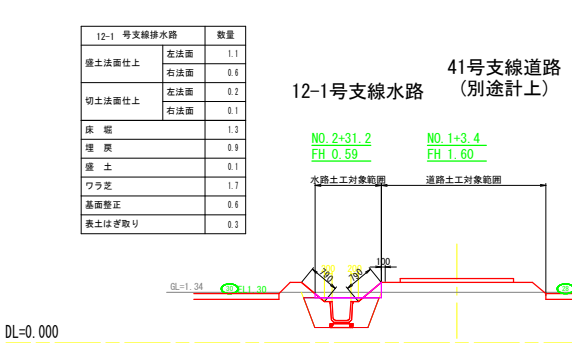 12-1 号支線排水路 数量
盛土法面仕上 左法面 1.1
右法面 0.6
切土法面仕上 左法面 0.2
右法面 0.1
床 堀 1.3
埋 戻 0.9
盛 土 0.1
ワラ芝 1.7
基面整正 0.6
表土はぎ取り 0.3
12-1号支線水路
41号支線道路
(別途計上)
NO.2+31.2
FH 0.59
NO.1+3.4
FH 1.60
水路土工対象範囲
道路土工対象範囲
100
790
790
GL=1.34
EL1.30
DL=0.000